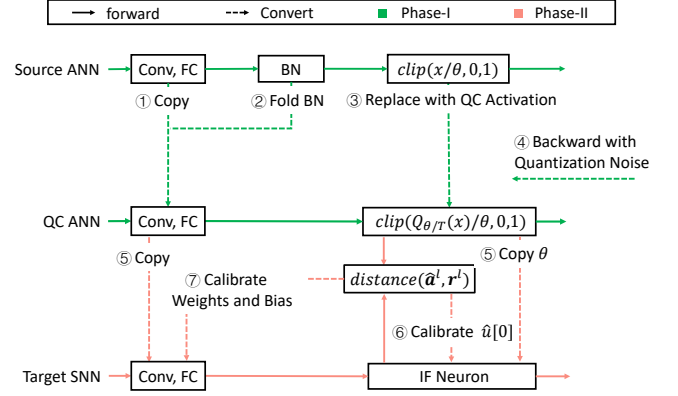 forward Convert Phase-I Phase-II
Source ANN Conv, FC BN clip(x/θ,0,1)
① Copy ② Fold BN ③ Replace with QC Activation
④ Backward with
Quantization Noise
QC ANN Conv, FC clip(Q_{θ/T}(x)/θ,0,1)
⑤ Copy ⑤ Copy θ
⑦ Calibrate
Weights and Bias
distance(â^l, r^l)
⑥ Calibrate û[0]
Target SNN Conv, FC IF Neuron